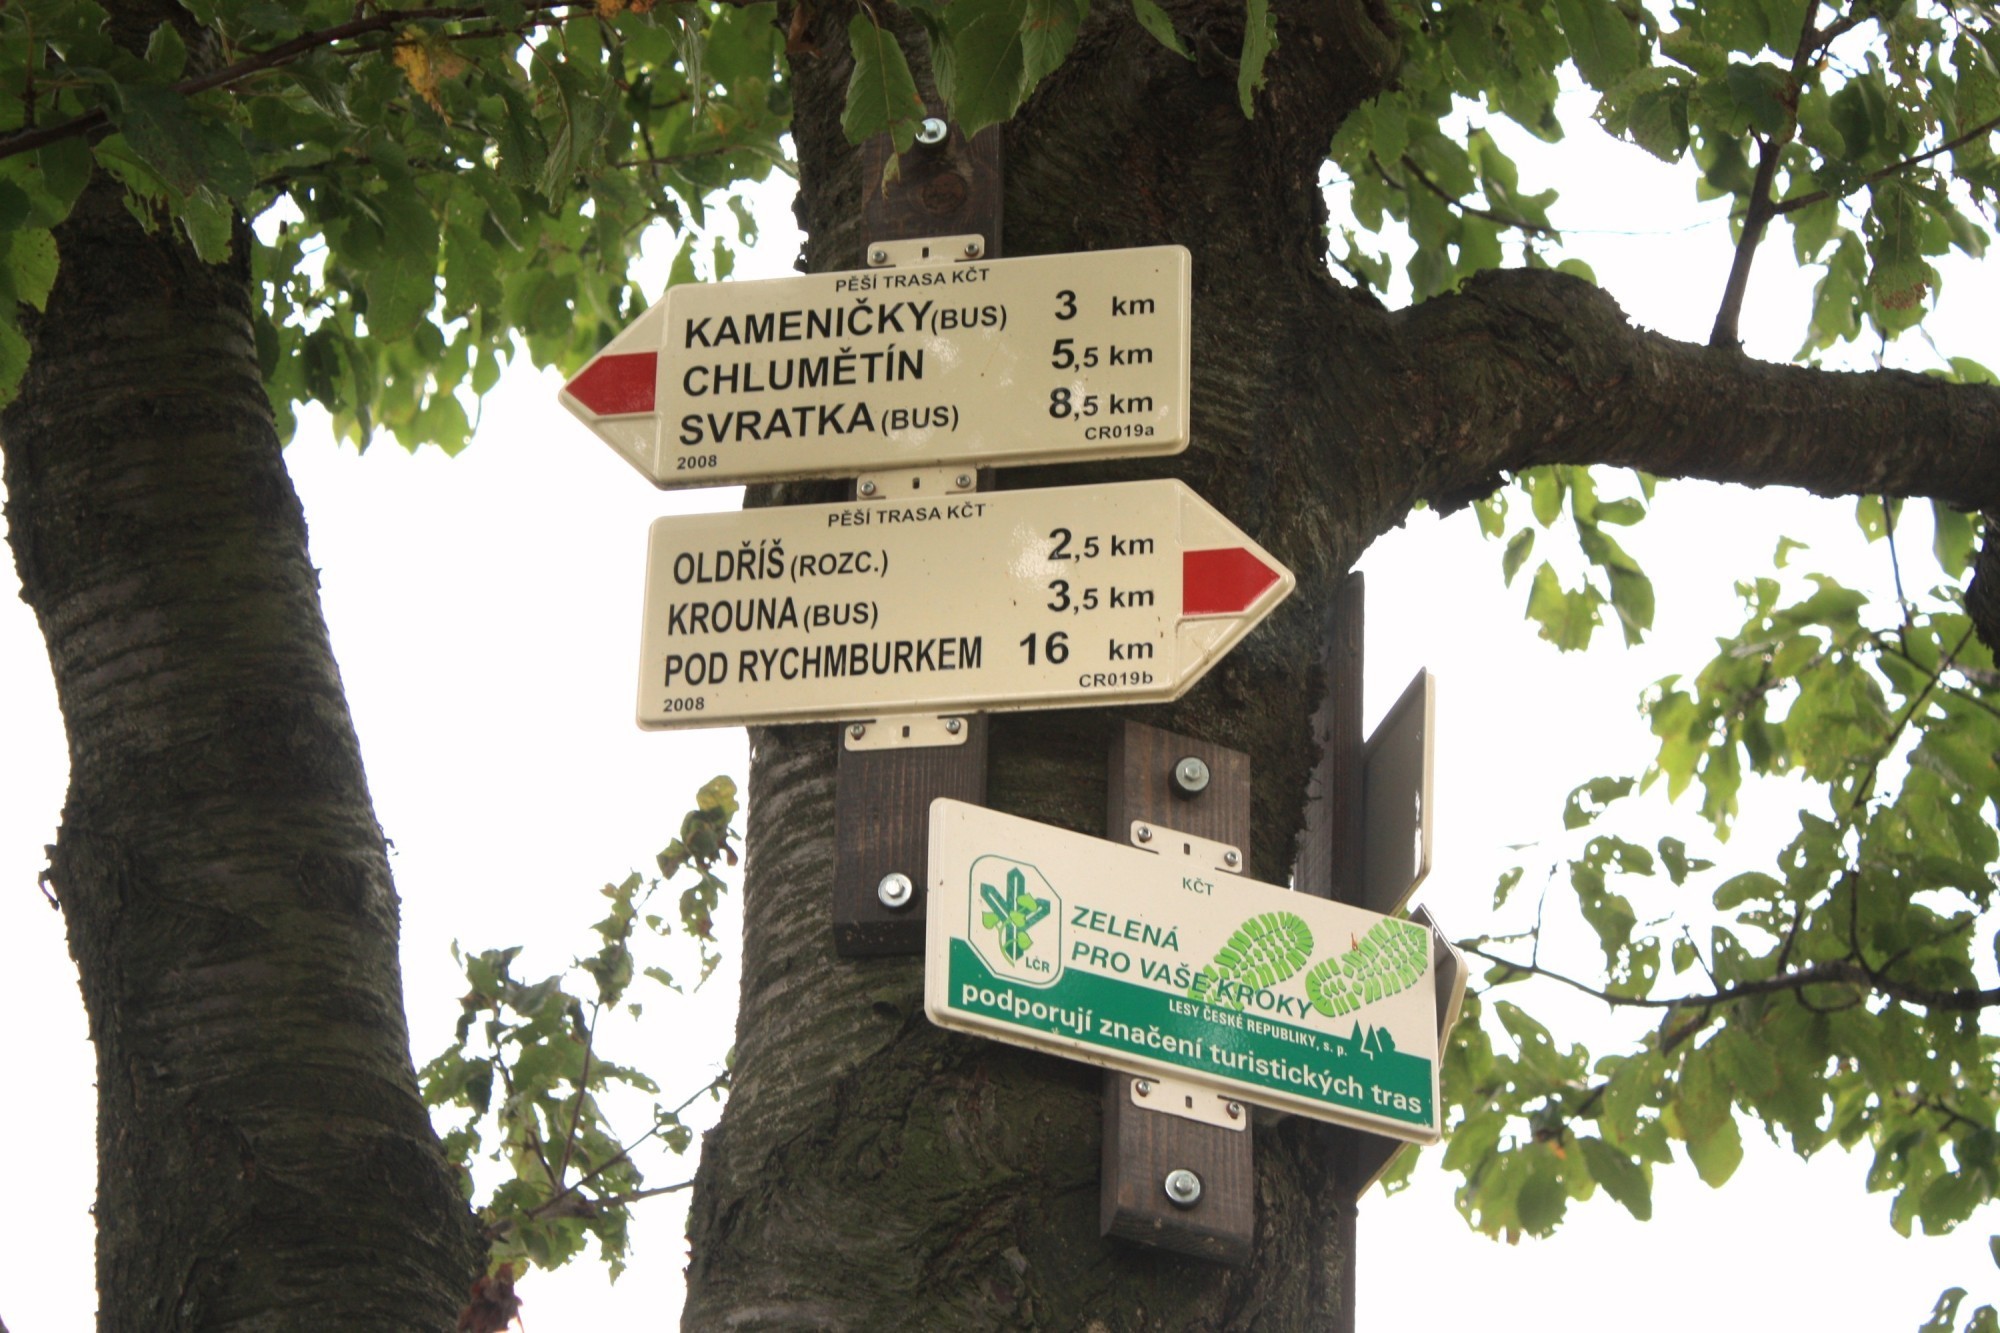 PĚŠÍ TRASA KČT
KAMENIČKY (BUS) 3 km
CHLUMĚTÍN 5,5 km
SVRATKA (BUS) 8,5 km
CR019a
2008
PĚŠÍ TRASA KČT
OLDŘÍŠ (ROZC.) 2,5 km
KROUNA (BUS) 3,5 km
POD RYCHMBURKEM 16 km
CR019b
2008
KČT
LČR
ZELENÁ
PRO VAŠE KROKY
LESY ČESKÉ REPUBLIKY, s. p.
podporují značení turistických tras